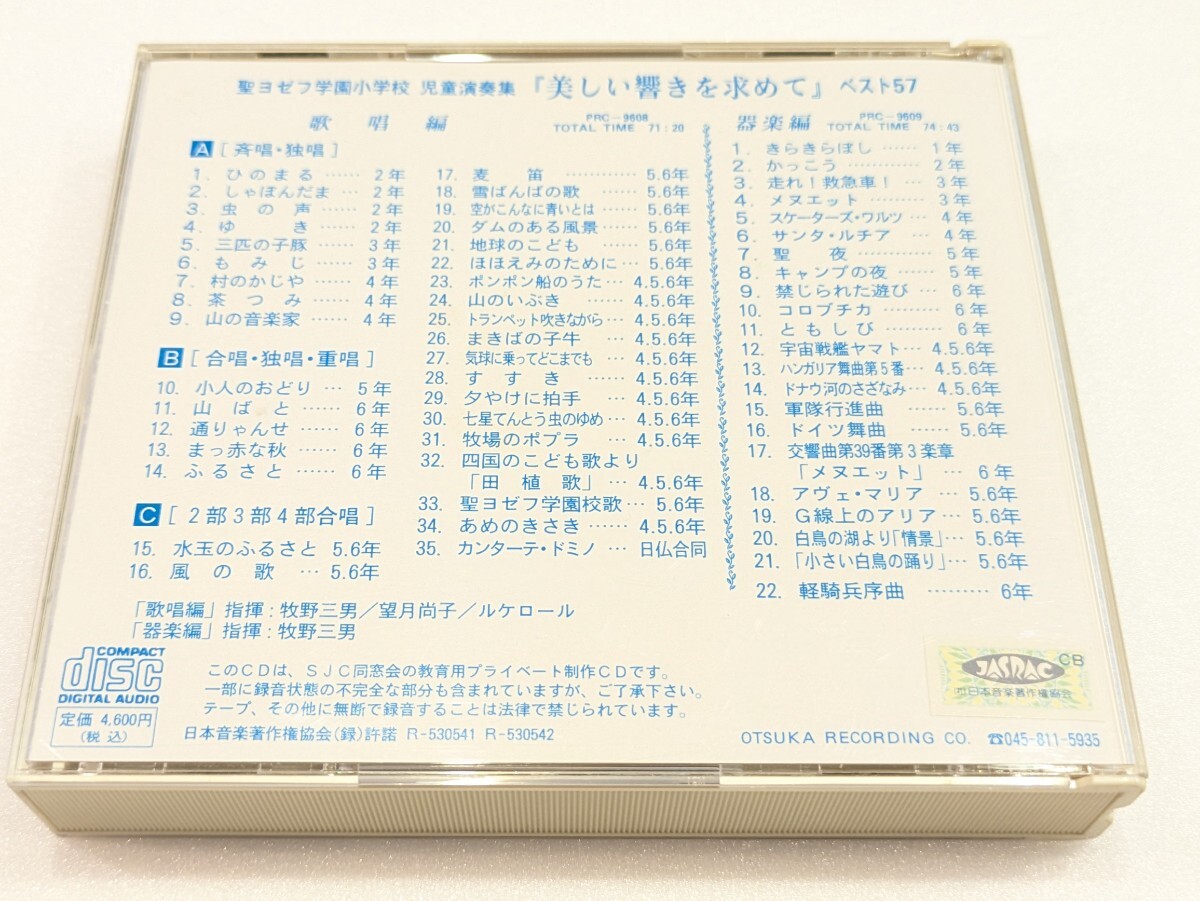 聖ヨゼフ学園小学校 児童演奏集『美しい響きを求めて』ベスト57
歌唱編
PRC-9608
TOTAL TIME 71:20
A[斉唱・独唱]
1. ひのまる …… 2年
2. しゃぼんだま … 2年
3. 虫の声 …… 2年
4. ゆき …… 2年
5. 三匹の子豚 …… 3年
6. もみじ …… 3年
7. 村のかじや …… 4年
8. 茶つみ …… 4年
9. 山の音楽家 …… 4年
B[合唱・独唱・重唱]
10. 小人のおどり … 5年
11. 山ばと …… 6年
12. 通りゃんせ …… 6年
13. まっ赤な秋 …… 6年
14. ふるさと …… 6年
C[2部3部4部合唱]
15. 水玉のふるさと 5.6年
16. 風の歌 … 5.6年
17. 麦笛 ………… 5.6年
18. 雪ばんばの歌 …… 5.6年
19. 空がこんなに青いとは …… 5.6年
20. ダムのある風景 …… 5.6年
21. 地球のこども …… 5.6年
22. ほほえみのために … 5.6年
23. ポンポン船のうた … 4.5.6年
24. 山のいぶき …… 4.5.6年
25. トランペット吹きながら … 4.5.6年
26. まきばの子牛 … 4.5.6年
27. 気球に乗ってどこまでも … 4.5.6年
28. すすき …… 4.5.6年
29. 夕やけに拍手 … 4.5.6年
30. 七星てんとう虫のゆめ … 4.5.6年
31. 牧場のポプラ … 4.5.6年
32. 四国のこども歌より
「田植歌」… 4.5.6年
33. 聖ヨゼフ学園校歌 … 5.6年
34. あめのきさき …… 4.5.6年
35. カンターテ・ドミノ … 日仏合同
器楽編
PRC-9609
TOTAL TIME 74:43
1. きらきらぼし …… 1年
2. かっこう ………… 2年
3. 走れ!救急車! … 3年
4. メヌエット ……… 3年
5. スケーターズ・ワルツ … 4年
6. サンタ・ルチア … 4年
7. 聖夜 ………… 5年
8. キャンプの夜 …… 5年
9. 禁じられた遊び … 6年
10. コロブチカ ……… 6年
11. ともしび ……… 6年
12. 宇宙戦艦ヤマト … 4.5.6年
13. ハンガリア舞曲第5番 … 4.5.6年
14. ドナウ河のさざなみ … 4.5.6年
15. 軍隊行進曲 …… 5.6年
16. ドイツ舞曲 …… 5.6年
17. 交響曲第39番第3楽章
「メヌエット」… 6年
18. アヴェ・マリア … 5.6年
19. G線上のアリア … 5.6年
20. 白鳥の湖より「情景」… 5.6年
21. 「小さい白鳥の踊り」… 5.6年
22. 軽騎兵序曲 ……… 6年
「歌唱編」指揮:牧野三男/望月尚子/ルケロール
「器楽編」指揮:牧野三男
COMPACT
disc
DIGITAL AUDIO
定価 4,600円
(税込)
このCDは、SJC同窓会の教育用プライベート制作CDです。
一部に録音状態の不完全な部分も含まれていますが、ご了承下さい。
テープ、その他に無断で録音することは法律で禁じられています。
日本音楽著作権協会(録)許諾 R-530541 R-530542
JASRAC
CB
(社)日本音楽著作権協会
OTSUKA RECORDING CO. ☎045-811-5935